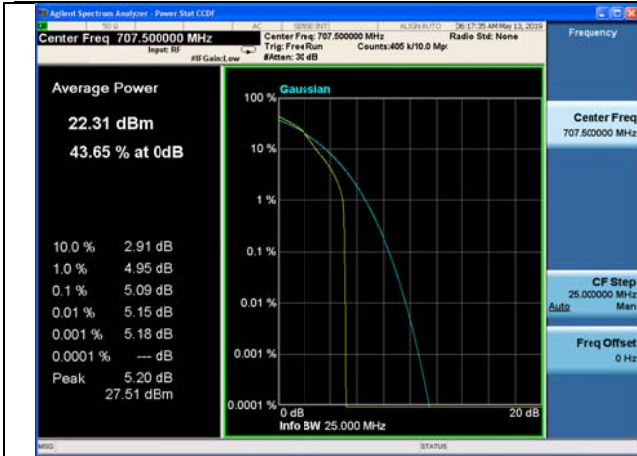 Agilent Spectrum Analyzer - Power Stat CCDF
50 Ω AC SENSE:INT ALIGN AUTO 06:17:35 AM May 13, 2019
Center Freq 707.500000 MHz
Center Freq: 707.500000 MHz Radio Std: None
Input: RF Trig: Free Run Counts:405 k/10.0 Mpt
#IFGain:Low #Atten: 30 dB
Frequency
Average Power
22.31 dBm
43.65 % at 0dB
10.0 % 2.91 dB
1.0 % 4.95 dB
0.1 % 5.09 dB
0.01 % 5.15 dB
0.001 % 5.18 dB
0.0001 % --- dB
Peak 5.20 dB
27.51 dBm
Gaussian
100 %
10 %
1 %
0.1 %
0.01 %
0.001 %
0.0001 %
0 dB 20 dB
Info BW 25.000 MHz
Center Freq
707.500000 MHz
CF Step
25.000000 MHz
Auto Man
Freq Offset
0 Hz
MSG STATUS